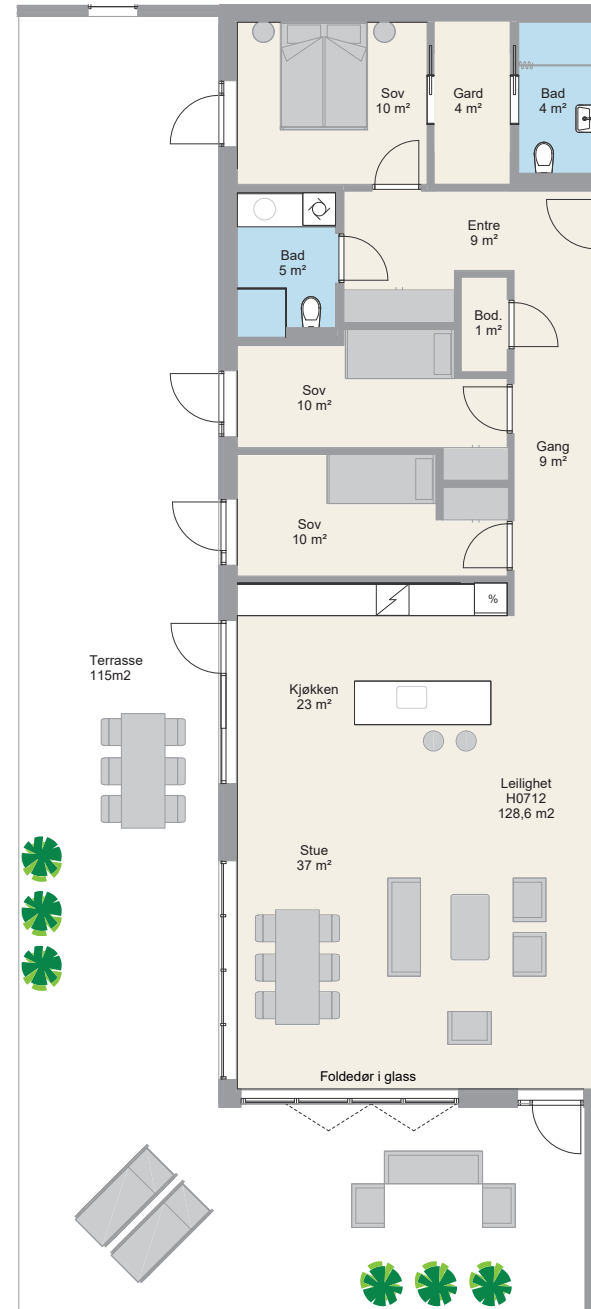 Sov
10 m²
Gard
4 m²
Bad
4 m²
Entre
9 m²
Bad
5 m²
Bod.
1 m²
Sov
10 m²
Gang
9 m²
Sov
10 m²
%
Terrasse
115m2
Kjøkken
23 m²
Leilighet
H0712
128,6 m2
Stue
37 m²
Foldedør i glass